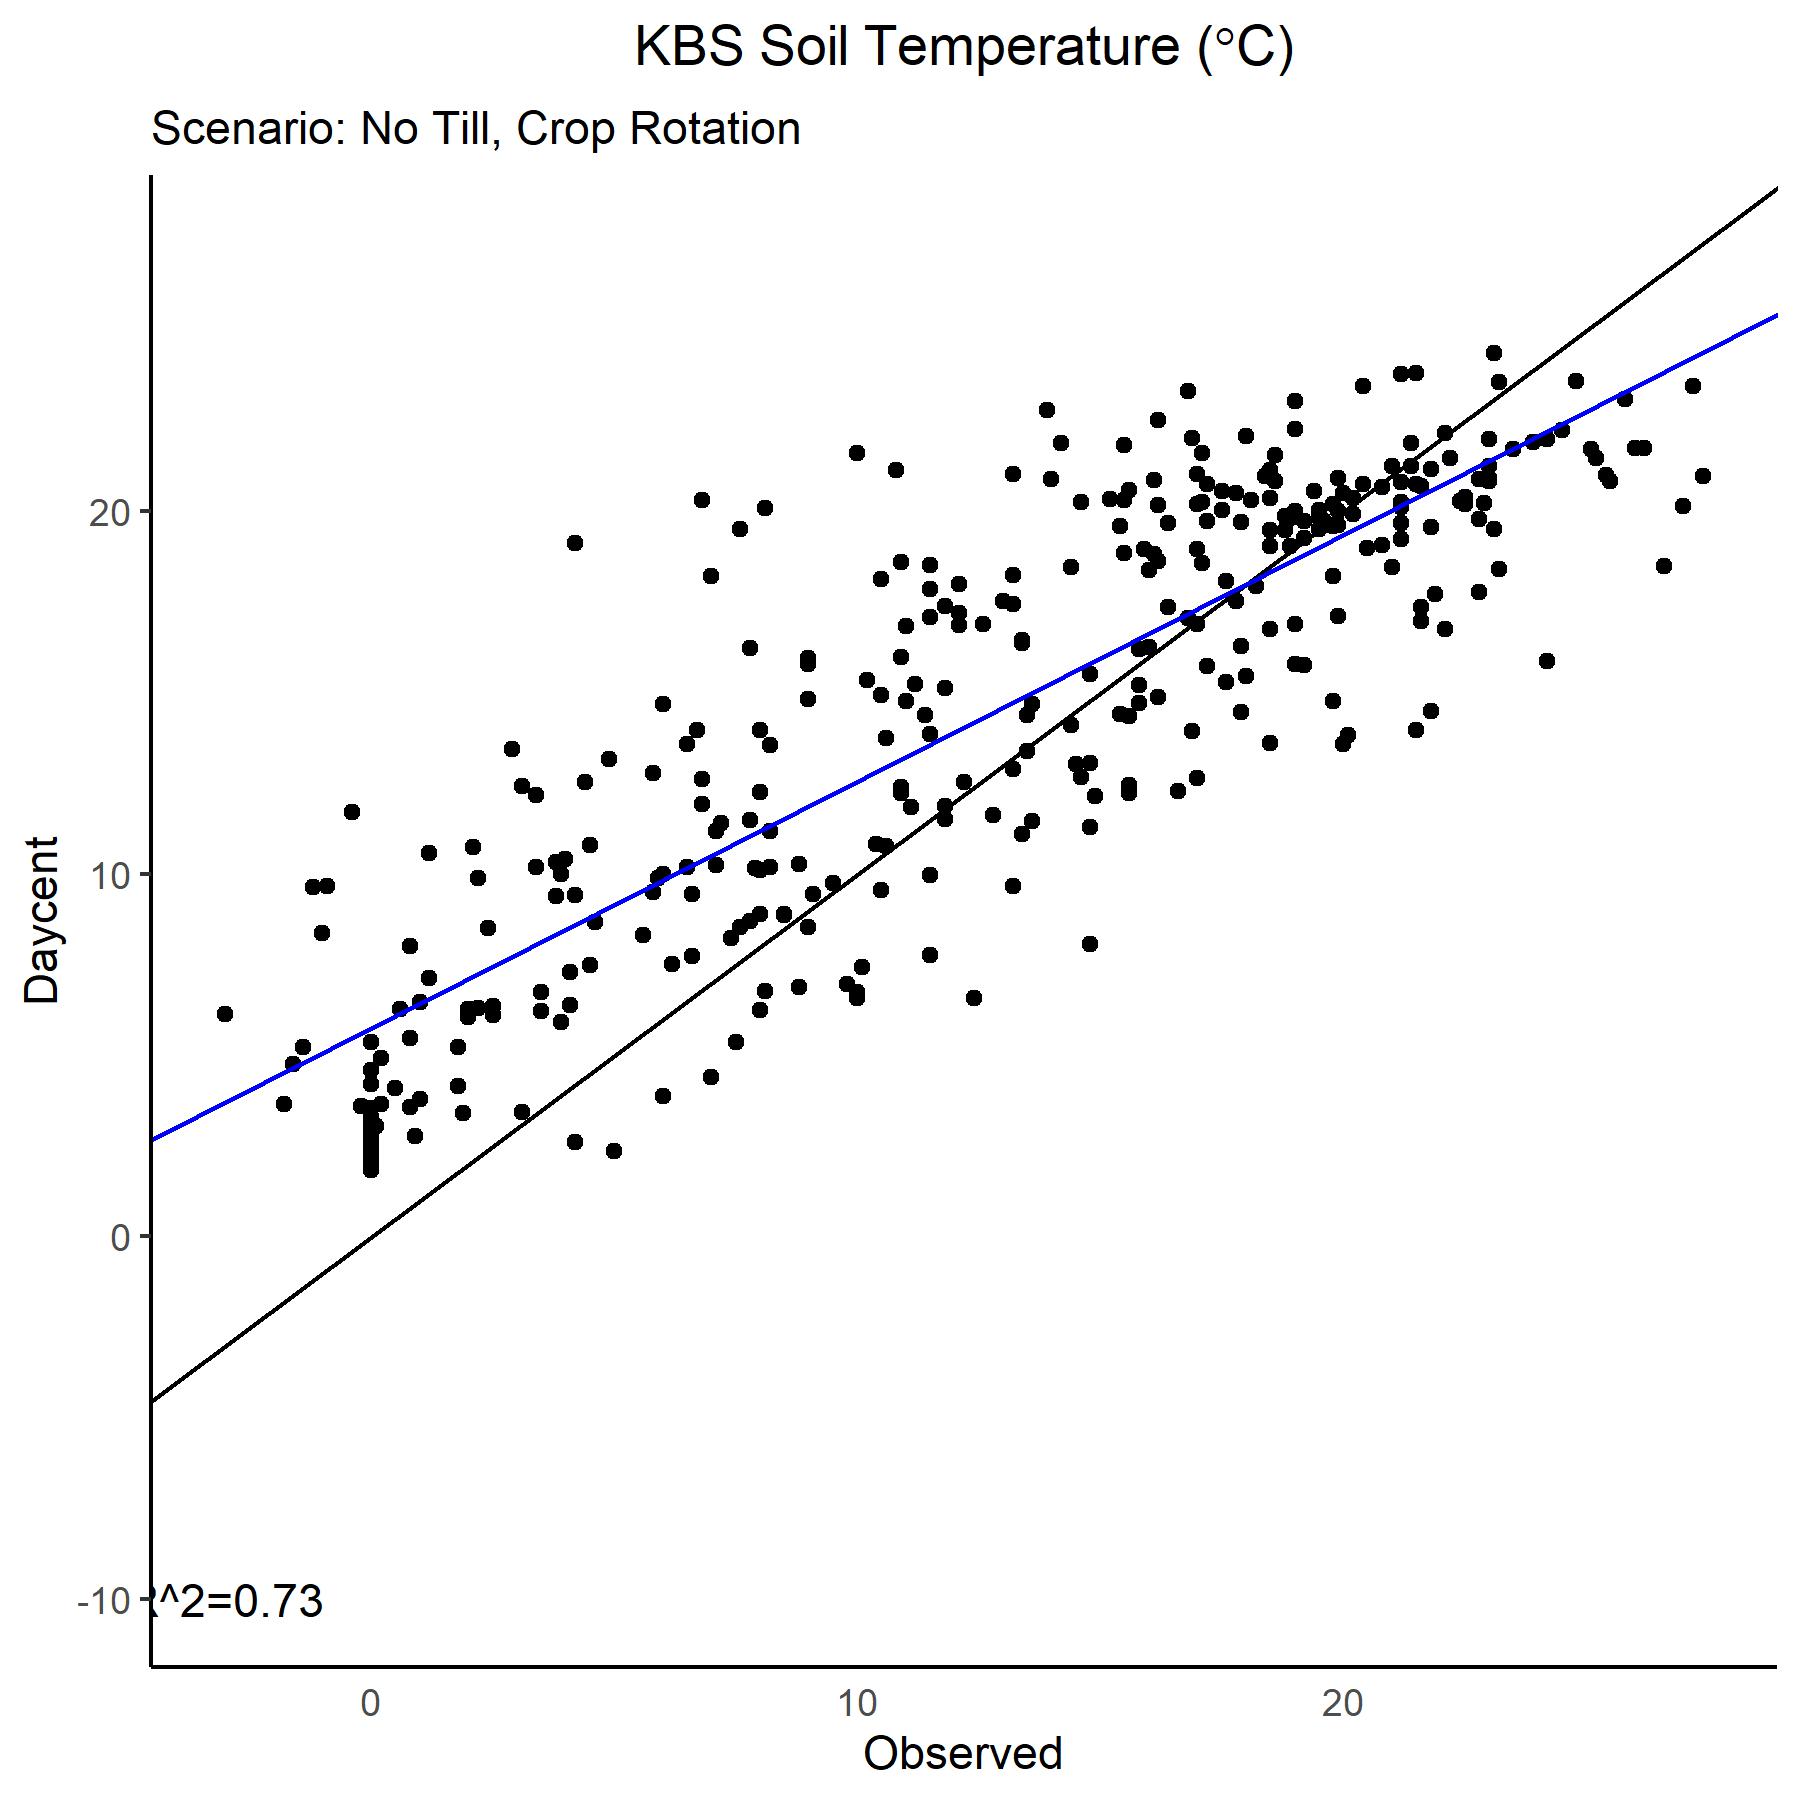 KBS Soil Temperature (°C)
Scenario: No Till, Crop Rotation
Daycent
20
10
0
-10
^2=0.73
0 10 20
Observed